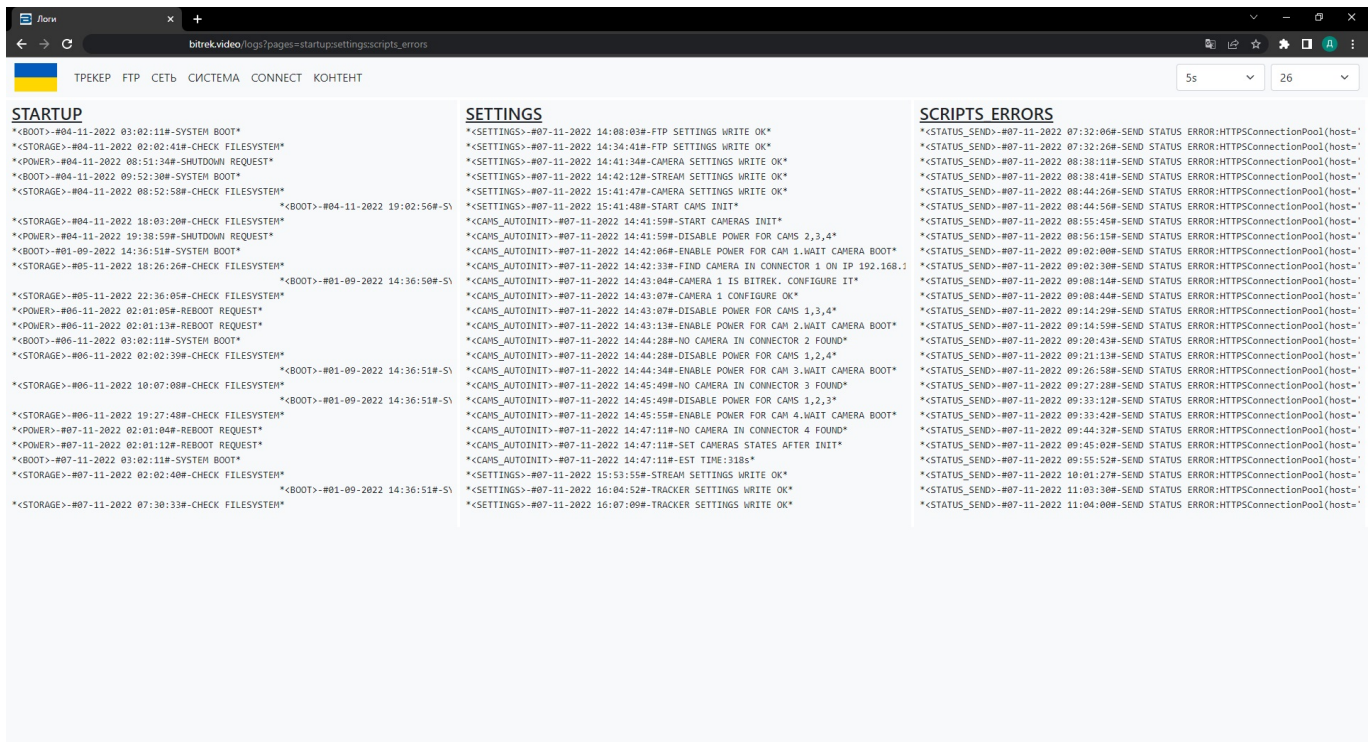 Логи
bitrek.video/logs?pages=startup:settings:scripts_errors
Д
ТРЕКЕР FTP СЕТЬ СИСТЕМА CONNECT КОНТЕНТ
5s 26
STARTUP
*<BOOT>-#04-11-2022 03:02:11#-SYSTEM BOOT*
*<STORAGE>-#04-11-2022 02:02:41#-CHECK FILESYSTEM*
*<POWER>-#04-11-2022 08:51:34#-SHUTDOWN REQUEST*
*<BOOT>-#04-11-2022 09:52:30#-SYSTEM BOOT*
*<STORAGE>-#04-11-2022 08:52:58#-CHECK FILESYSTEM*
*<BOOT>-#04-11-2022 19:02:56#-S\
*<STORAGE>-#04-11-2022 18:03:20#-CHECK FILESYSTEM*
*<POWER>-#04-11-2022 19:38:59#-SHUTDOWN REQUEST*
*<BOOT>-#01-09-2022 14:36:51#-SYSTEM BOOT*
*<STORAGE>-#05-11-2022 18:26:26#-CHECK FILESYSTEM*
*<BOOT>-#01-09-2022 14:36:50#-S\
*<STORAGE>-#05-11-2022 22:36:05#-CHECK FILESYSTEM*
*<POWER>-#06-11-2022 02:01:05#-REBOOT REQUEST*
*<POWER>-#06-11-2022 02:01:13#-REBOOT REQUEST*
*<BOOT>-#06-11-2022 03:02:11#-SYSTEM BOOT*
*<STORAGE>-#06-11-2022 02:02:39#-CHECK FILESYSTEM*
*<BOOT>-#01-09-2022 14:36:51#-S\
*<STORAGE>-#06-11-2022 10:07:08#-CHECK FILESYSTEM*
*<BOOT>-#01-09-2022 14:36:51#-S\
*<STORAGE>-#06-11-2022 19:27:48#-CHECK FILESYSTEM*
*<POWER>-#07-11-2022 02:01:04#-REBOOT REQUEST*
*<POWER>-#07-11-2022 02:01:12#-REBOOT REQUEST*
*<BOOT>-#07-11-2022 03:02:11#-SYSTEM BOOT*
*<STORAGE>-#07-11-2022 02:02:40#-CHECK FILESYSTEM*
*<BOOT>-#01-09-2022 14:36:51#-S\
*<STORAGE>-#07-11-2022 07:30:33#-CHECK FILESYSTEM*
SETTINGS
*<SETTINGS>-#07-11-2022 14:08:03#-FTP SETTINGS WRITE OK*
*<SETTINGS>-#07-11-2022 14:34:41#-FTP SETTINGS WRITE OK*
*<SETTINGS>-#07-11-2022 14:41:34#-CAMERA SETTINGS WRITE OK*
*<SETTINGS>-#07-11-2022 14:42:12#-STREAM SETTINGS WRITE OK*
*<SETTINGS>-#07-11-2022 15:41:47#-CAMERA SETTINGS WRITE OK*
*<SETTINGS>-#07-11-2022 15:41:48#-START CAMS INIT*
*<CAMS_AUTOINIT>-#07-11-2022 14:41:59#-START CAMERAS INIT*
*<CAMS_AUTOINIT>-#07-11-2022 14:41:59#-DISABLE POWER FOR CAMS 2,3,4*
*<CAMS_AUTOINIT>-#07-11-2022 14:42:06#-ENABLE POWER FOR CAM 1.WAIT CAMERA BOOT*
*<CAMS_AUTOINIT>-#07-11-2022 14:42:33#-FIND CAMERA IN CONNECTOR 1 ON IP 192.168.1
*<CAMS_AUTOINIT>-#07-11-2022 14:43:04#-CAMERA 1 IS BITREK. CONFIGURE IT*
*<CAMS_AUTOINIT>-#07-11-2022 14:43:07#-CAMERA 1 CONFIGURE OK*
*<CAMS_AUTOINIT>-#07-11-2022 14:43:07#-DISABLE POWER FOR CAMS 1,3,4*
*<CAMS_AUTOINIT>-#07-11-2022 14:43:13#-ENABLE POWER FOR CAM 2.WAIT CAMERA BOOT*
*<CAMS_AUTOINIT>-#07-11-2022 14:44:28#-NO CAMERA IN CONNECTOR 2 FOUND*
*<CAMS_AUTOINIT>-#07-11-2022 14:44:28#-DISABLE POWER FOR CAMS 1,2,4*
*<CAMS_AUTOINIT>-#07-11-2022 14:44:34#-ENABLE POWER FOR CAM 3.WAIT CAMERA BOOT*
*<CAMS_AUTOINIT>-#07-11-2022 14:45:49#-NO CAMERA IN CONNECTOR 3 FOUND*
*<CAMS_AUTOINIT>-#07-11-2022 14:45:49#-DISABLE POWER FOR CAMS 1,2,3*
*<CAMS_AUTOINIT>-#07-11-2022 14:45:55#-ENABLE POWER FOR CAM 4.WAIT CAMERA BOOT*
*<CAMS_AUTOINIT>-#07-11-2022 14:47:11#-NO CAMERA IN CONNECTOR 4 FOUND*
*<CAMS_AUTOINIT>-#07-11-2022 14:47:11#-SET CAMERAS STATES AFTER INIT*
*<CAMS_AUTOINIT>-#07-11-2022 14:47:11#-EST TIME:318s*
*<SETTINGS>-#07-11-2022 15:53:55#-STREAM SETTINGS WRITE OK*
*<SETTINGS>-#07-11-2022 16:04:52#-TRACKER SETTINGS WRITE OK*
*<SETTINGS>-#07-11-2022 16:07:09#-TRACKER SETTINGS WRITE OK*
SCRIPTS_ERRORS
*<STATUS_SEND>-#07-11-2022 07:32:06#-SEND STATUS ERROR:HTTPSConnectionPool(host='
*<STATUS_SEND>-#07-11-2022 07:32:26#-SEND STATUS ERROR:HTTPSConnectionPool(host='
*<STATUS_SEND>-#07-11-2022 08:38:11#-SEND STATUS ERROR:HTTPSConnectionPool(host='
*<STATUS_SEND>-#07-11-2022 08:38:41#-SEND STATUS ERROR:HTTPSConnectionPool(host='
*<STATUS_SEND>-#07-11-2022 08:44:26#-SEND STATUS ERROR:HTTPSConnectionPool(host='
*<STATUS_SEND>-#07-11-2022 08:44:56#-SEND STATUS ERROR:HTTPSConnectionPool(host='
*<STATUS_SEND>-#07-11-2022 08:55:45#-SEND STATUS ERROR:HTTPSConnectionPool(host='
*<STATUS_SEND>-#07-11-2022 08:56:15#-SEND STATUS ERROR:HTTPSConnectionPool(host='
*<STATUS_SEND>-#07-11-2022 09:02:00#-SEND STATUS ERROR:HTTPSConnectionPool(host='
*<STATUS_SEND>-#07-11-2022 09:02:30#-SEND STATUS ERROR:HTTPSConnectionPool(host='
*<STATUS_SEND>-#07-11-2022 09:08:14#-SEND STATUS ERROR:HTTPSConnectionPool(host='
*<STATUS_SEND>-#07-11-2022 09:08:44#-SEND STATUS ERROR:HTTPSConnectionPool(host='
*<STATUS_SEND>-#07-11-2022 09:14:29#-SEND STATUS ERROR:HTTPSConnectionPool(host='
*<STATUS_SEND>-#07-11-2022 09:14:59#-SEND STATUS ERROR:HTTPSConnectionPool(host='
*<STATUS_SEND>-#07-11-2022 09:20:43#-SEND STATUS ERROR:HTTPSConnectionPool(host='
*<STATUS_SEND>-#07-11-2022 09:21:13#-SEND STATUS ERROR:HTTPSConnectionPool(host='
*<STATUS_SEND>-#07-11-2022 09:26:58#-SEND STATUS ERROR:HTTPSConnectionPool(host='
*<STATUS_SEND>-#07-11-2022 09:27:28#-SEND STATUS ERROR:HTTPSConnectionPool(host='
*<STATUS_SEND>-#07-11-2022 09:33:12#-SEND STATUS ERROR:HTTPSConnectionPool(host='
*<STATUS_SEND>-#07-11-2022 09:33:42#-SEND STATUS ERROR:HTTPSConnectionPool(host='
*<STATUS_SEND>-#07-11-2022 09:44:32#-SEND STATUS ERROR:HTTPSConnectionPool(host='
*<STATUS_SEND>-#07-11-2022 09:45:02#-SEND STATUS ERROR:HTTPSConnectionPool(host='
*<STATUS_SEND>-#07-11-2022 09:55:52#-SEND STATUS ERROR:HTTPSConnectionPool(host='
*<STATUS_SEND>-#07-11-2022 10:01:27#-SEND STATUS ERROR:HTTPSConnectionPool(host='
*<STATUS_SEND>-#07-11-2022 11:03:30#-SEND STATUS ERROR:HTTPSConnectionPool(host='
*<STATUS_SEND>-#07-11-2022 11:04:00#-SEND STATUS ERROR:HTTPSConnectionPool(host='